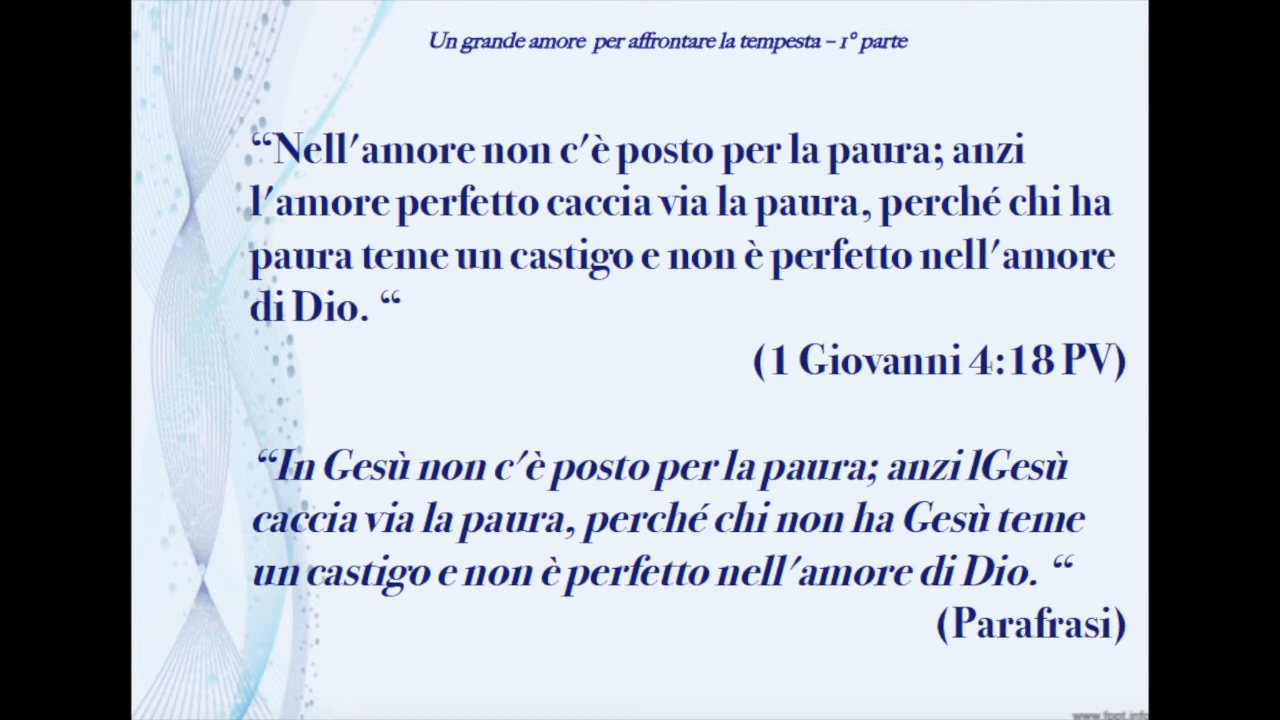 Un grande amore per affrontare la tempesta – 1° parte
“Nell'amore non c'è posto per la paura; anzi
l'amore perfetto caccia via la paura, perché chi ha
paura teme un castigo e non è perfetto nell'amore
di Dio. “
(1 Giovanni 4:18 PV)
“In Gesù non c'è posto per la paura; anzi lGesù
caccia via la paura, perché chi non ha Gesù teme
un castigo e non è perfetto nell'amore di Dio. “
(Parafrasi)